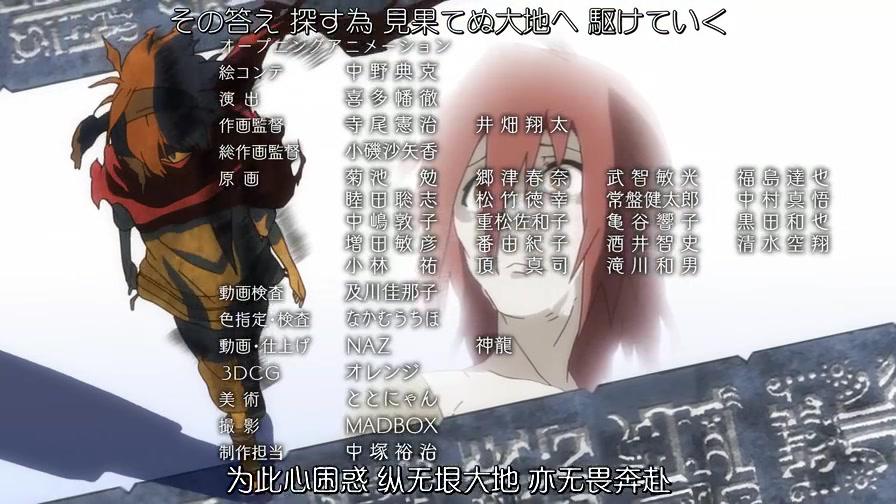 その答え 探す為 見果てぬ大地へ 駆けていく
オープニングアニメーション
絵コンテ 中野典克
演出 喜多幡徹
作画監督 寺尾憲治 井畑翔太
総作画監督 小磯沙矢香
原画 菊池勉 郷津春奈 武智敏光 福島達也
睦田聡志 松竹徳幸 常盤健太郎 中村真悟
中嶋敦子 重松佐和子 亀谷響子 黒田和也
増田敏彦 番由紀子 酒井智史 清水空翔
小林祐 頂真司 滝川和男
動画検査 及川佳那子
色指定・検査 なかむらちほ
動画・仕上げ NAZ 神龍
3DCG オレンジ
美術 ととにゃん
撮影 MADBOX
制作担当 中塚裕治
为此心困惑 纵无垠大地 亦无畏奔赴